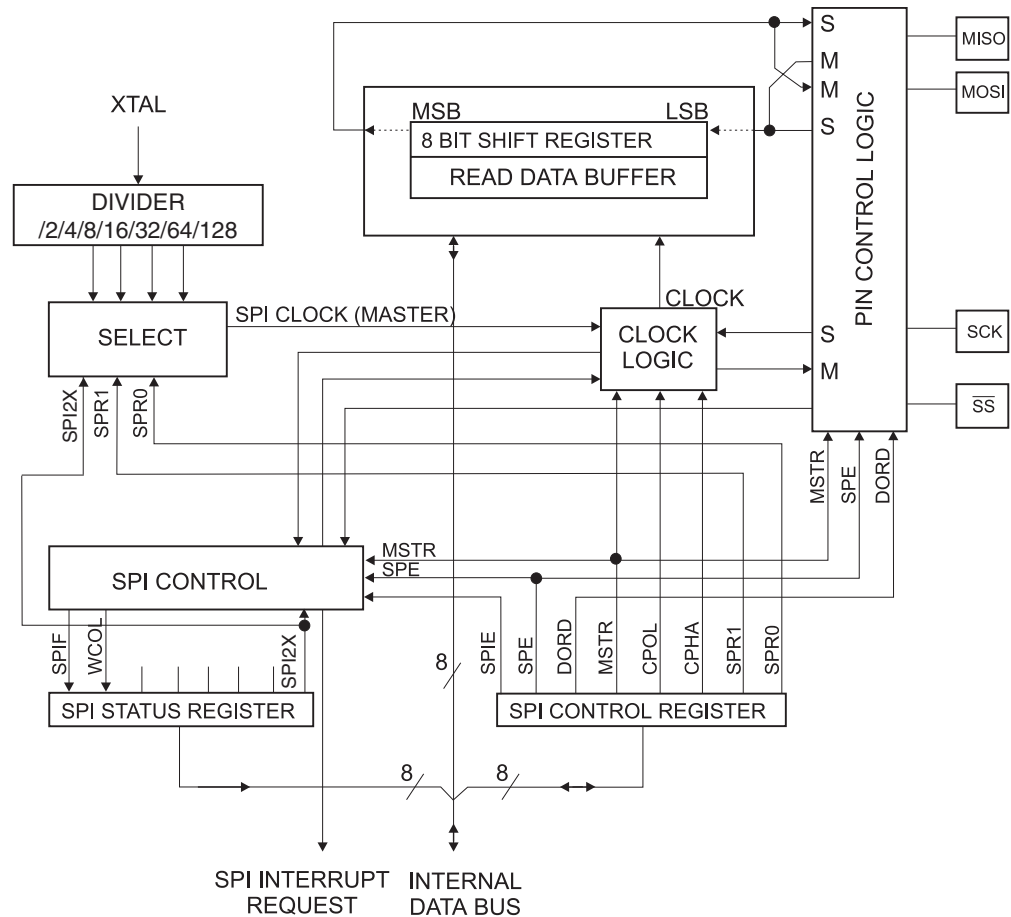 S
MISO
M
MOSI
M
S
XTAL
MSB
LSB
8 BIT SHIFT REGISTER
READ DATA BUFFER
PIN CONTROL LOGIC
DIVIDER
/2/4/8/16/32/64/128
SPI CLOCK (MASTER)
CLOCK
SELECT
CLOCK
LOGIC
S
SCK
M
SS
SPI2X
SPR1
SPR0
MSTR
SPE
DORD
SPI CONTROL
MSTR
SPE
SPIF
WCOL
SPI2X
8
SPIE
SPE
DORD
MSTR
CPOL
CPHA
SPR1
SPR0
SPI STATUS REGISTER
SPI CONTROL REGISTER
8
8
SPI INTERRUPT
REQUEST
INTERNAL
DATA BUS